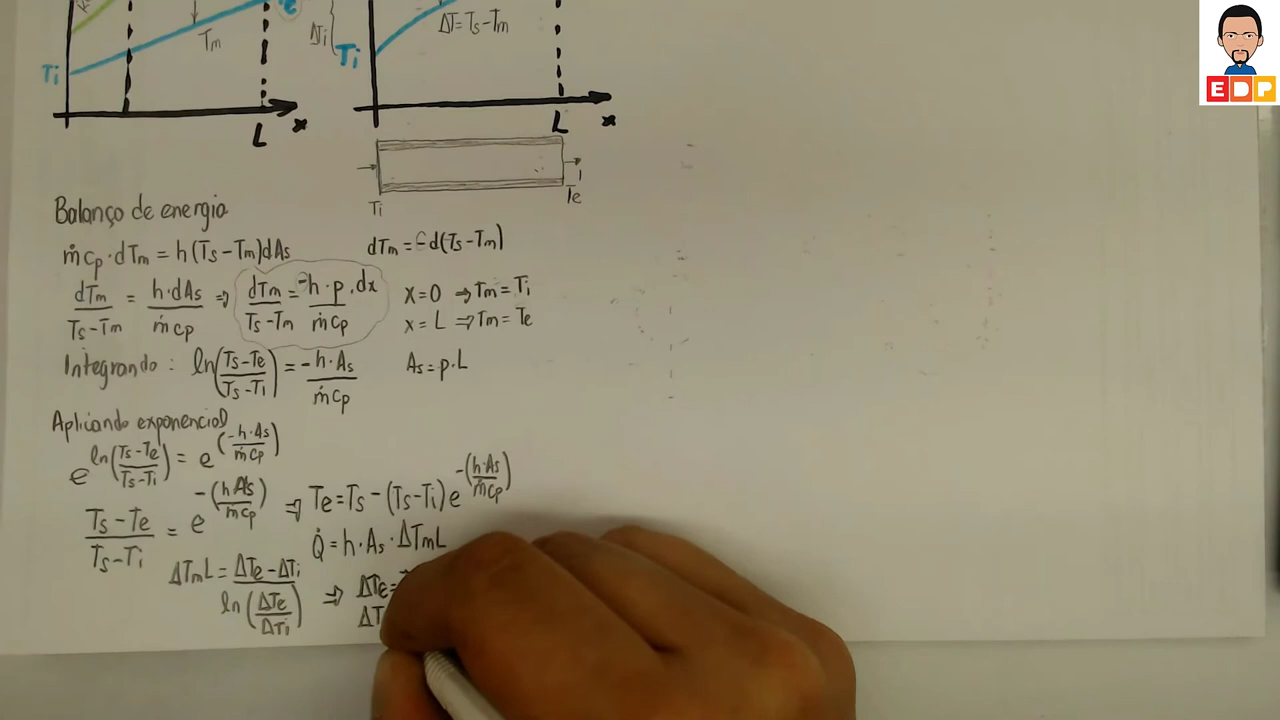 Ti
Tm
L
x
Ti
ΔT=Ts-Tm
L
x
Ti
Te
EDP
Balanço de energia
ṁcp·dTm = h(Ts-Tm)dAs
dTm = -d(Ts-Tm)
dTm/(Ts-Tm) = h·dAs/(ṁcp) ⇒ dTm/(Ts-Tm) = -h·p·dx/(ṁcp)
x=0 ⇒ Tm = Ti
x=L ⇒ Tm = Te
Integrando: ln((Ts-Te)/(Ts-Ti)) = -h·As/(ṁcp)
As = p·L
Aplicando exponencial
e^ln((Ts-Te)/(Ts-Ti)) = e^(-h·As/(ṁcp))
(Ts-Te)/(Ts-Ti) = e^-(hAs/(ṁcp)) ⇒ Te = Ts-(Ts-Ti)e^-(h·As/(ṁcp))
Q̇ = h·As·ΔTmL
ΔTmL = (ΔTe-ΔTi)/ln(ΔTe/ΔTi) ⇒ ΔTe=
ΔT